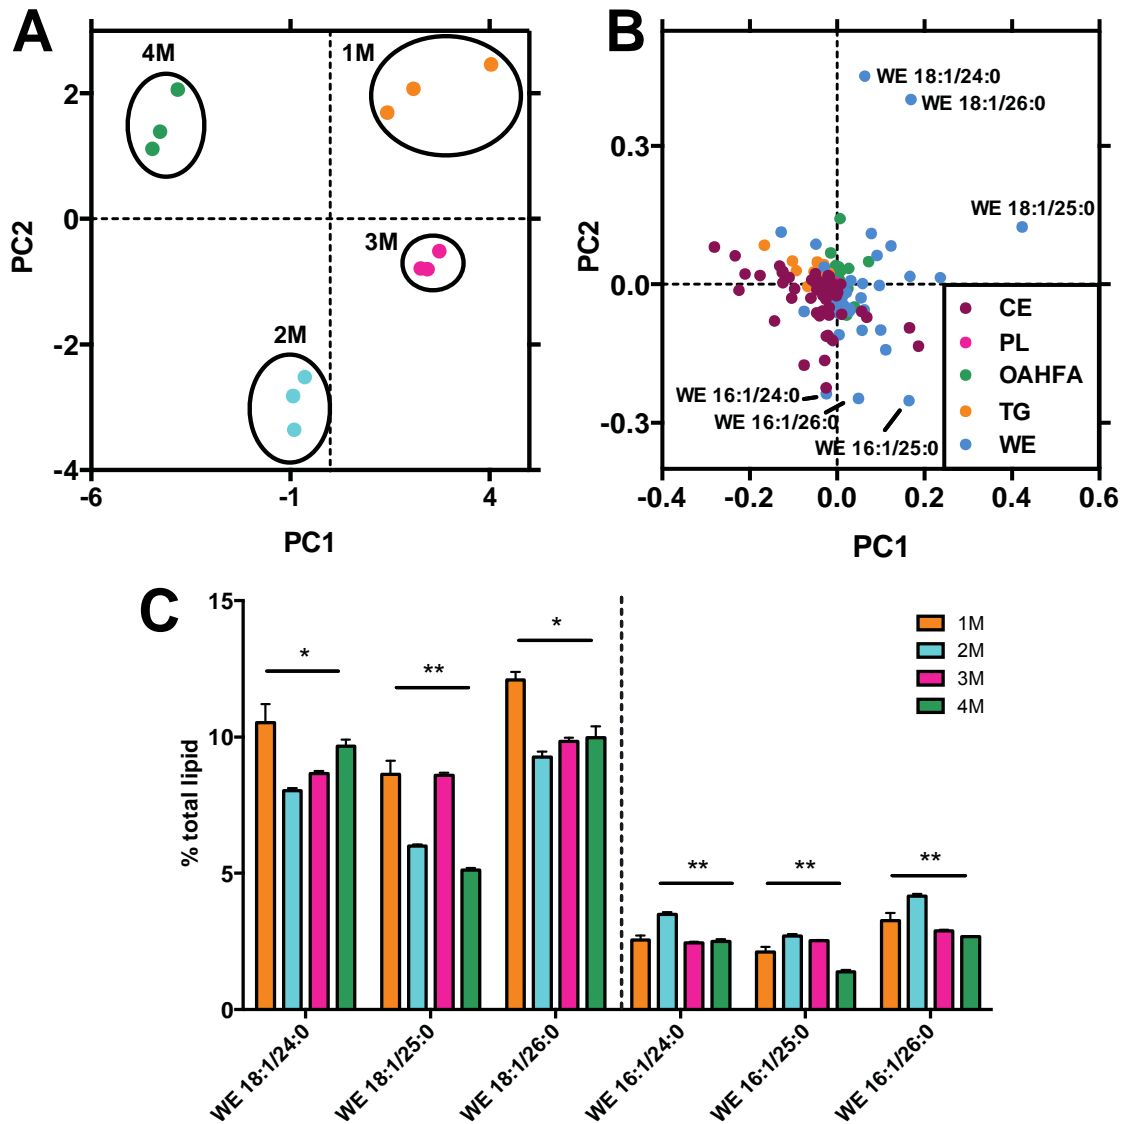 A
4M
1M
2
0
3M
2M
-2
-4
-6
-1
4
PC1
PC2
B
WE 18:1/24:0
WE 18:1/26:0
0.3
WE 18:1/25:0
0.0
CE
PL
OAHFA
TG
WE
WE 16:1/24:0
WE 16:1/26:0
WE 16:1/25:0
-0.3
-0.4
-0.2
0.0
0.2
0.4
0.6
PC1
PC2
C
15
10
5
0
% total lipid
*
**
*
**
**
**
1M
2M
3M
4M
WE 18:1/24:0
WE 18:1/25:0
WE 18:1/26:0
WE 16:1/24:0
WE 16:1/25:0
WE 16:1/26:0